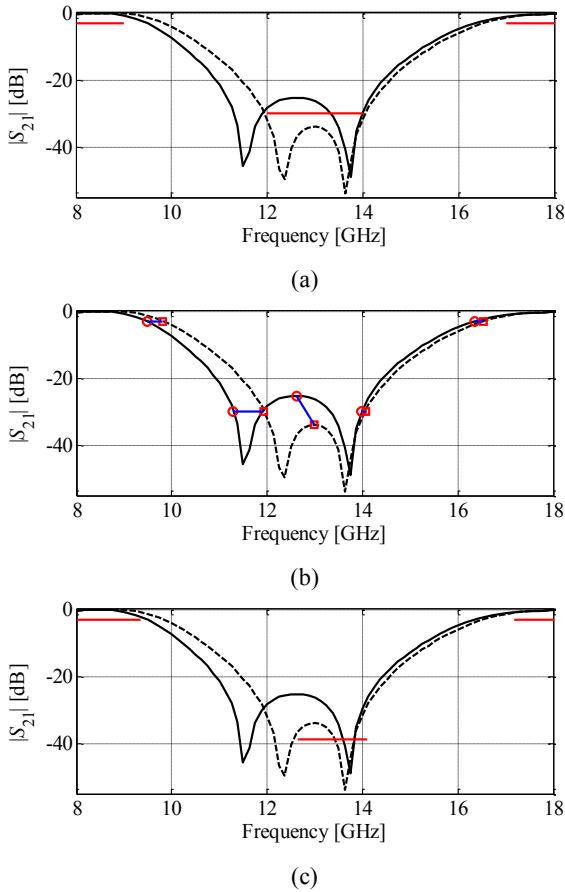 0
-20
-40
|S21| [dB]
8 10 12 14 16 18
Frequency [GHz]
(a)
0
-20
-40
|S21| [dB]
8 10 12 14 16 18
Frequency [GHz]
(b)
0
-20
-40
|S21| [dB]
8 10 12 14 16 18
Frequency [GHz]
(c)